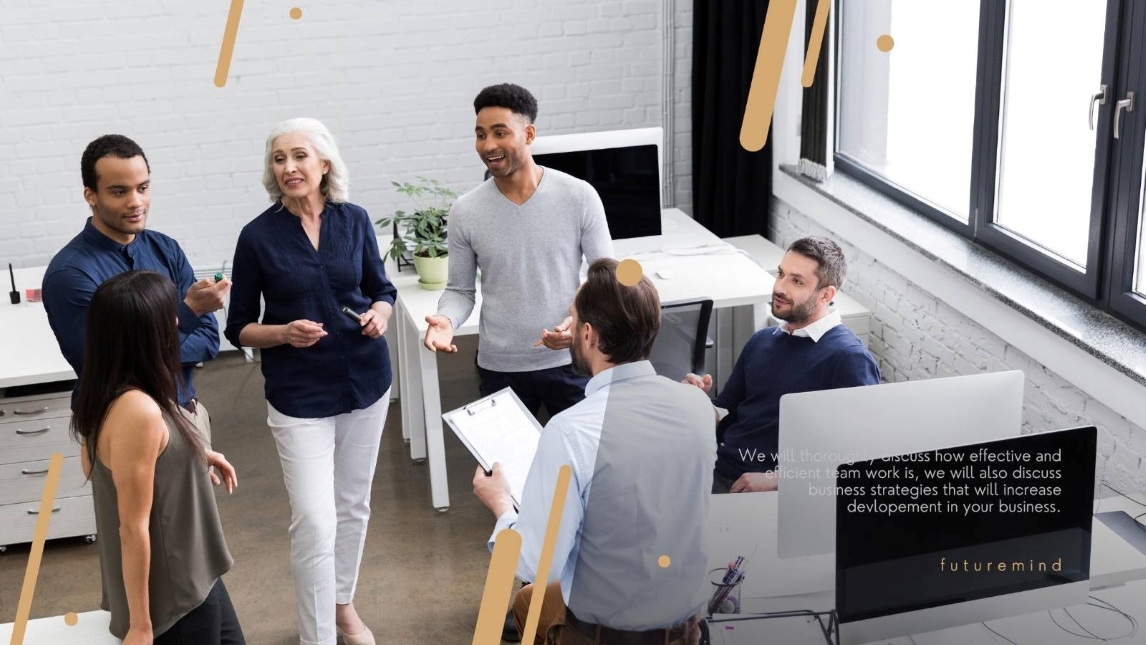 We will thoroughly discuss how effective and
efficient team work is, we will also discuss
business strategies that will increase
devlopement in your business.
futuremind